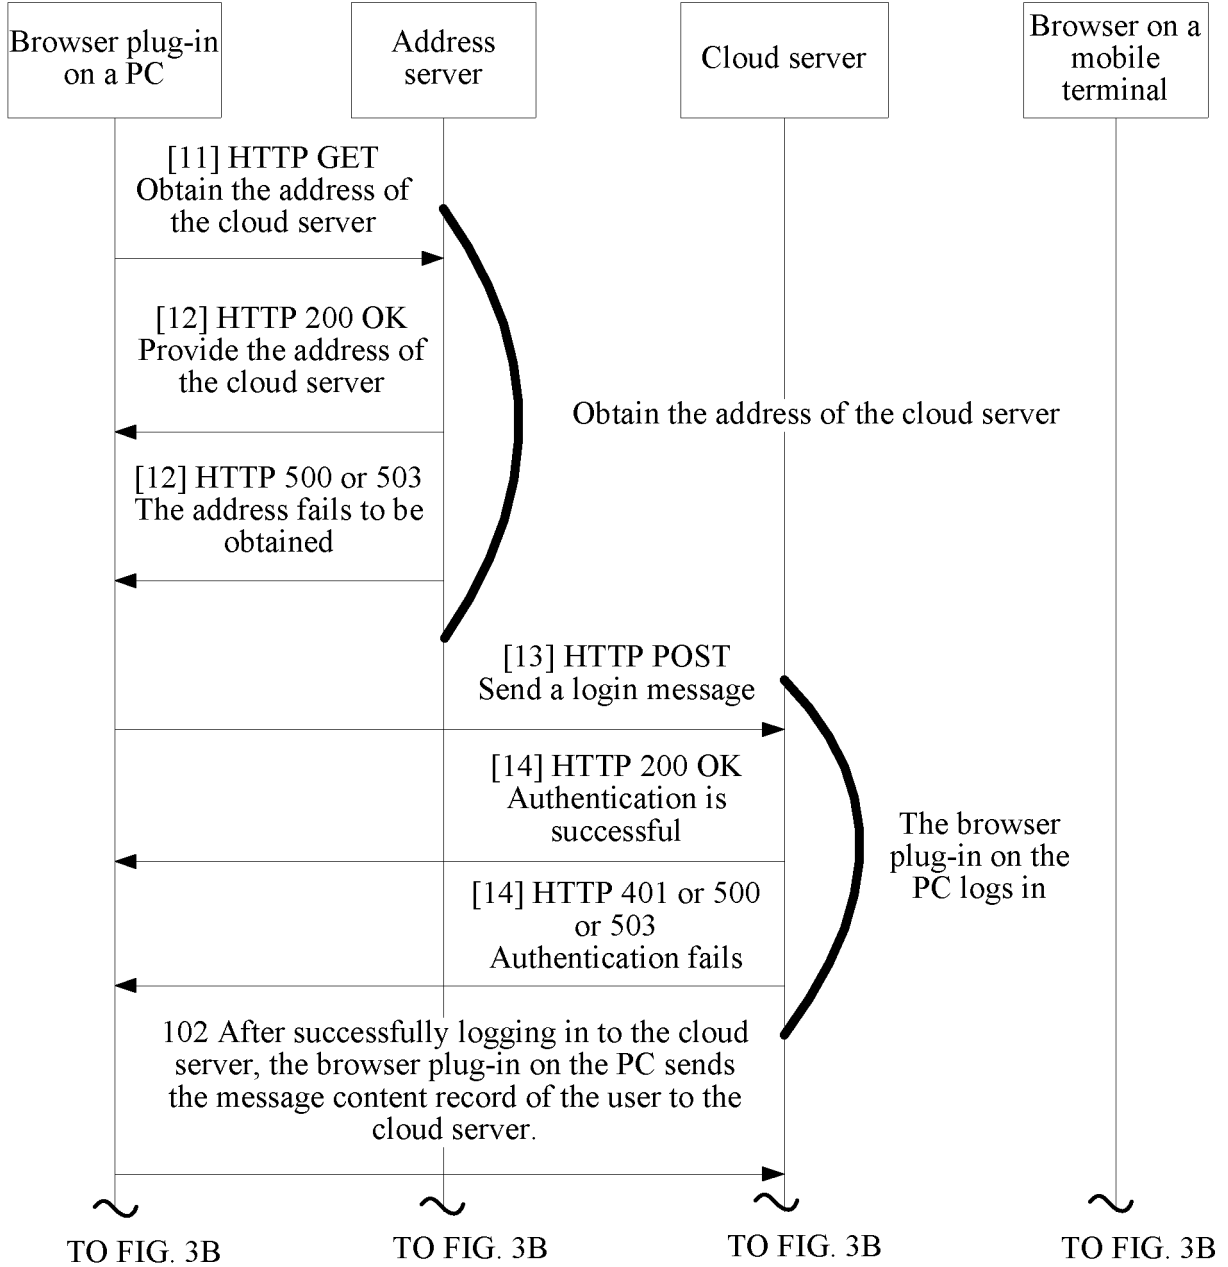 Browser plug-in
on a PC
Address
server
Cloud server
Browser on a
mobile
terminal
[11] HTTP GET
Obtain the address of
the cloud server
[12] HTTP 200 OK
Provide the address of
the cloud server
Obtain the address of the cloud server
[12] HTTP 500 or 503
The address fails to be
obtained
[13] HTTP POST
Send a login message
[14] HTTP 200 OK
Authentication is
successful
The browser
plug-in on the
PC logs in
[14] HTTP 401 or 500
or 503
Authentication fails
102 After successfully logging in to the cloud
server, the browser plug-in on the PC sends
the message content record of the user to the
cloud server.
TO FIG. 3B
TO FIG. 3B
TO FIG. 3B
TO FIG. 3B